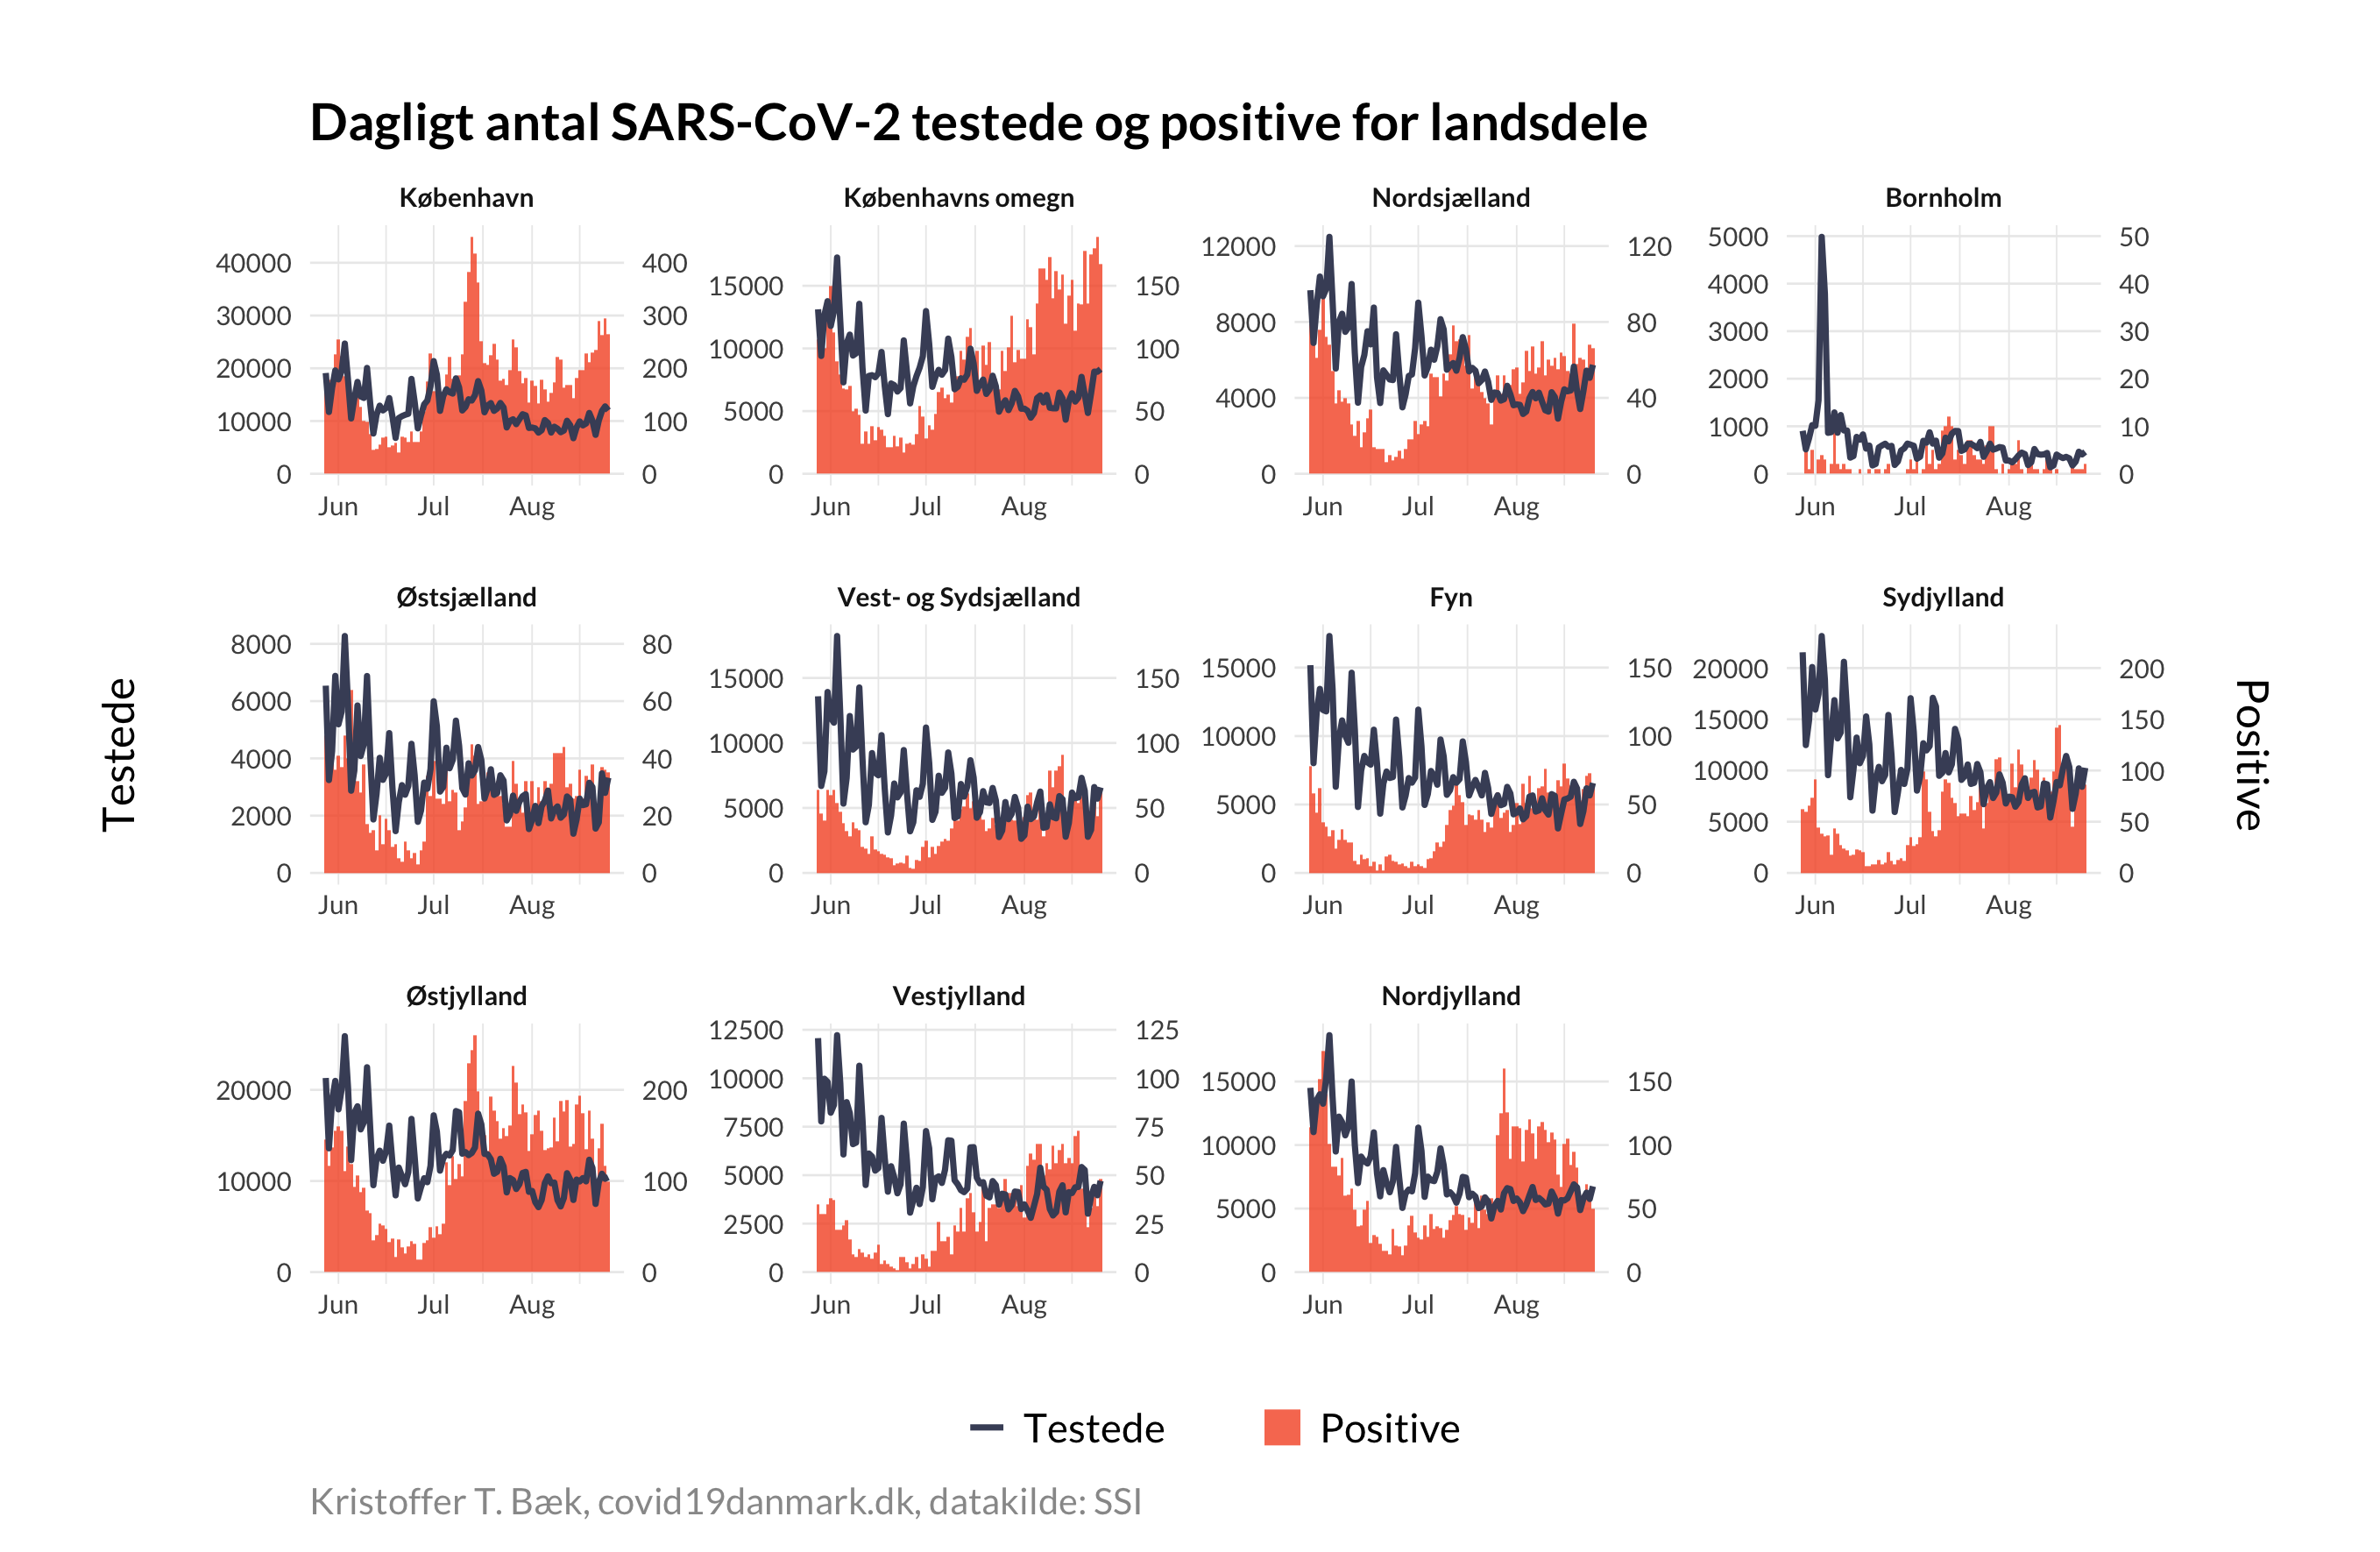 Dagligt antal SARS-CoV-2 testede og positive for landsdele
København
Københavns omegn
Nordsjælland
Bornholm
40000 400
30000 300
20000 200
10000 100
0 0
Jun Jul Aug
15000 150
10000 100
5000 50
0 0
Jun Jul Aug
12000 120
8000 80
4000 40
0 0
Jun Jul Aug
5000 50
4000 40
3000 30
2000 20
1000 10
0 0
Jun Jul Aug
Testede
Positive
Østsjælland
Vest- og Sydsjælland
Fyn
Sydjylland
8000 80
6000 60
4000 40
2000 20
0 0
Jun Jul Aug
15000 150
10000 100
5000 50
0 0
Jun Jul Aug
15000 150
10000 100
5000 50
0 0
Jun Jul Aug
20000 200
15000 150
10000 100
5000 50
0 0
Jun Jul Aug
Østjylland
Vestjylland
Nordjylland
20000 200
10000 100
0 0
Jun Jul Aug
12500 125
10000 100
7500 75
5000 50
2500 25
0 0
Jun Jul Aug
15000 150
10000 100
5000 50
0 0
Jun Jul Aug
Testede Positive
Kristoffer T. Bæk, covid19danmark.dk, datakilde: SSI